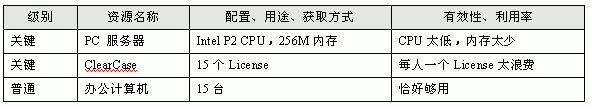 级别 资源名称 配置、用途、获取方式 有效性、利用率
关键 PC 服务器 Intel P2 CPU，256M 内存 CPU 太低，内存太少
关键 ClearCase 15 个 License 每人一个 License 太浪费
普通 办公计算机 15 台 恰好够用